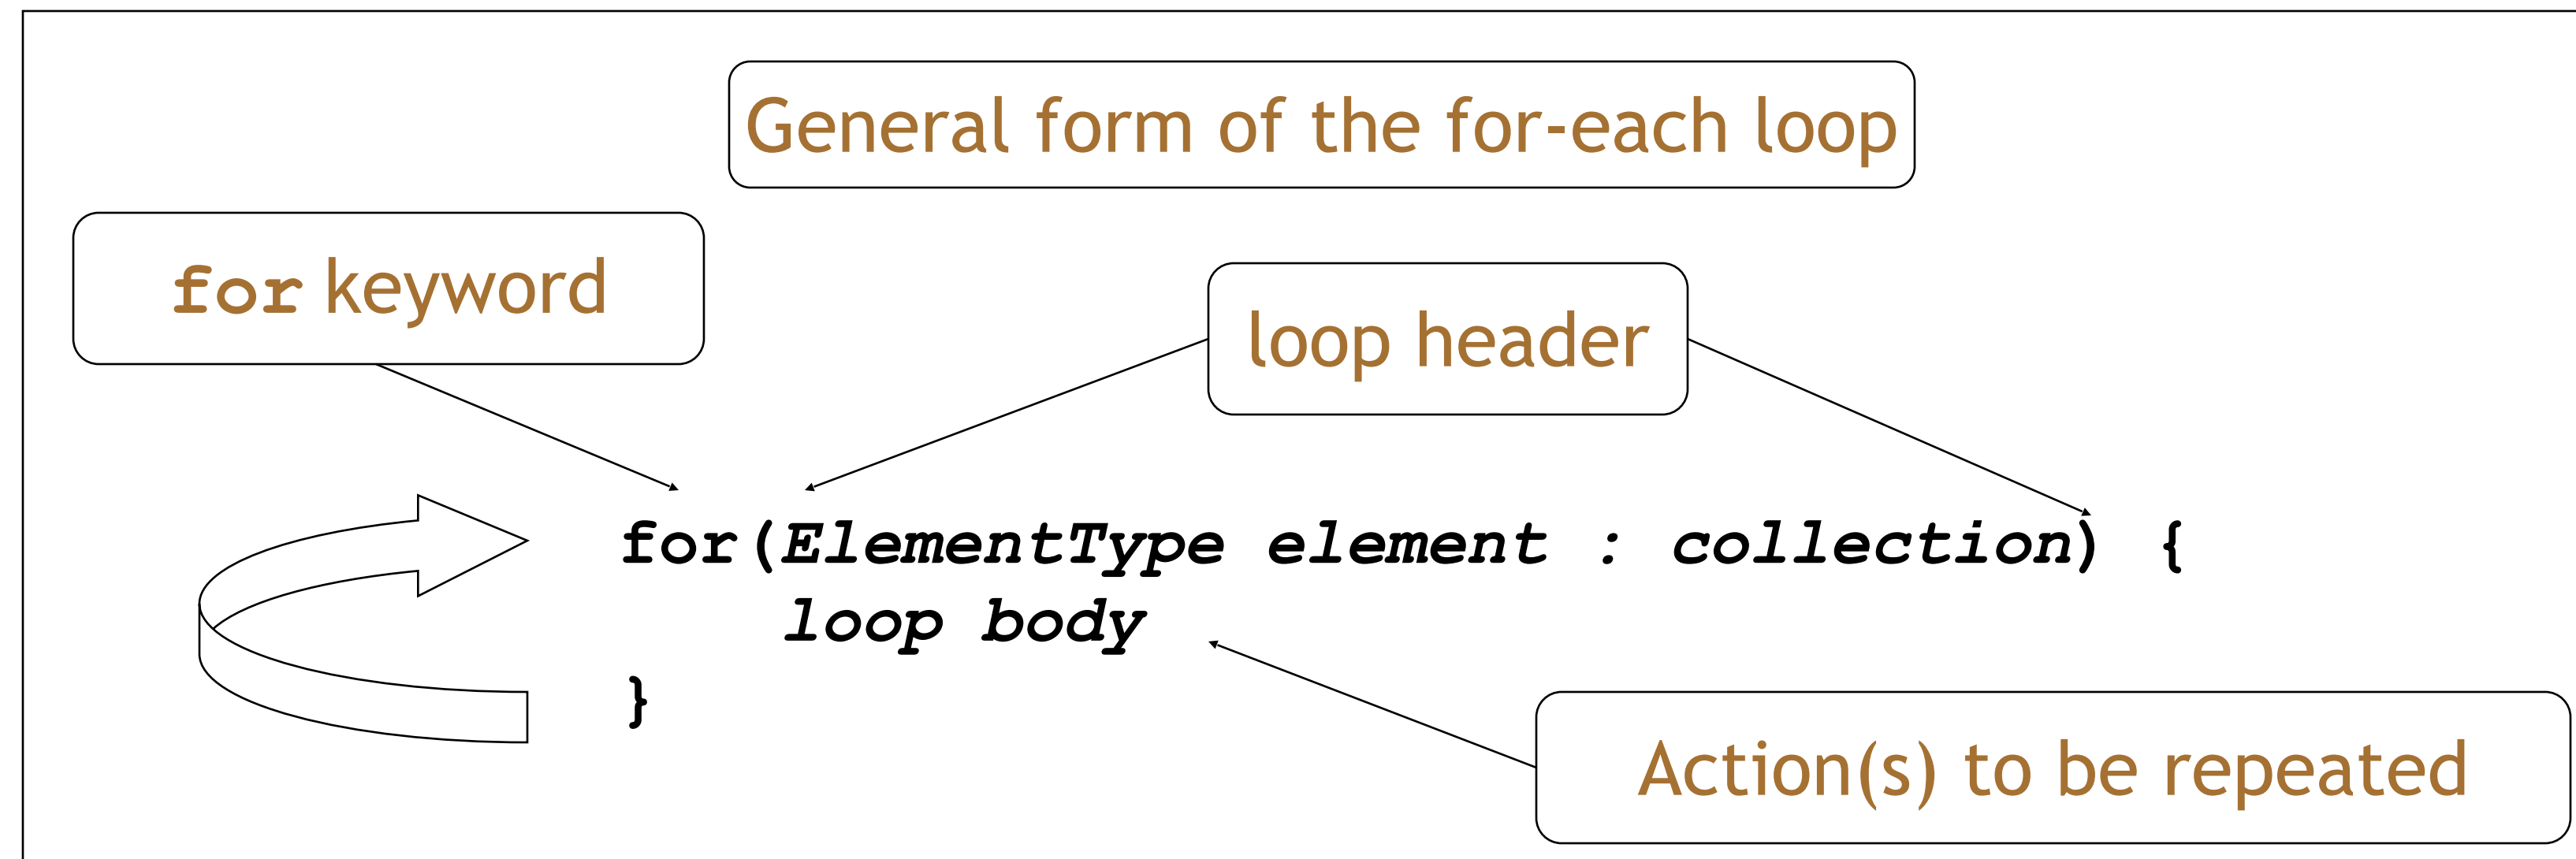 General form of the for-each loop
for keyword
loop header
for(ElementType element : collection) {
loop body
}
Action(s) to be repeated